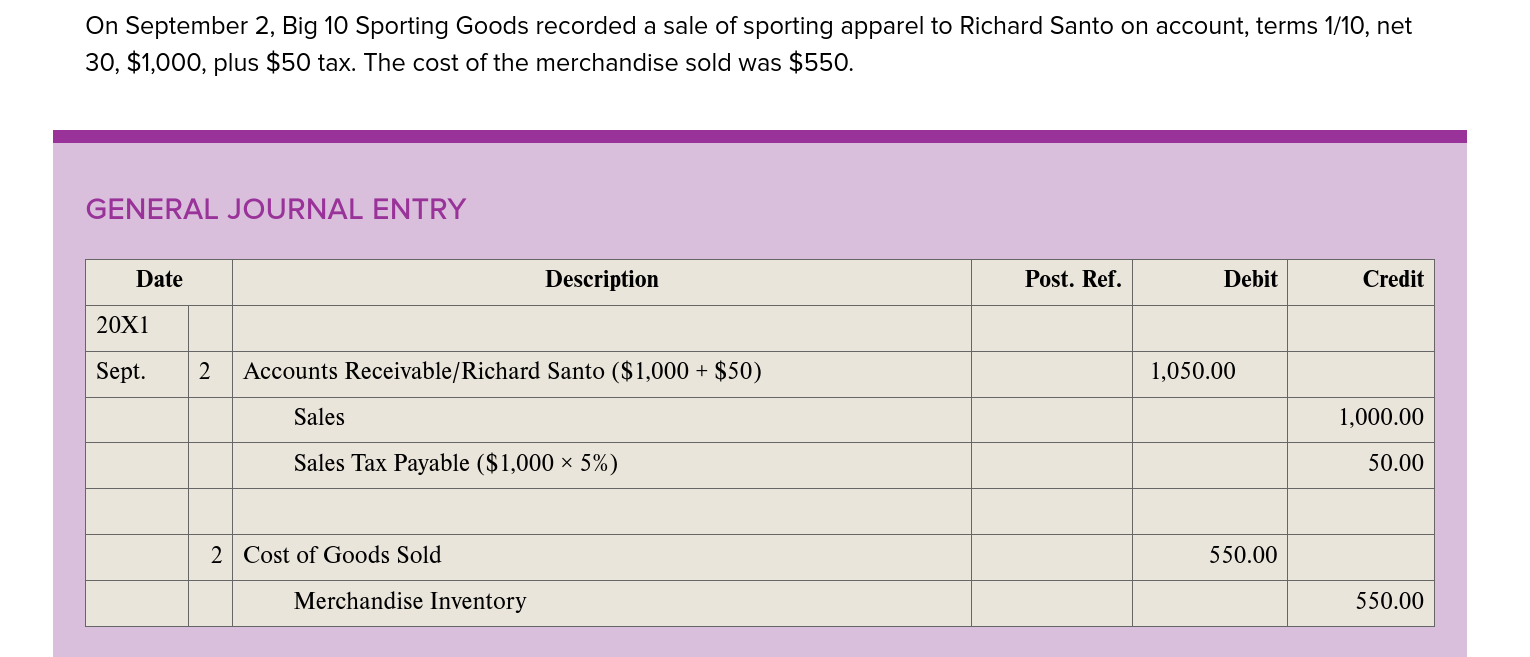 On September 2, Big 10 Sporting Goods recorded a sale of sporting apparel to Richard Santo on account, terms 1/10, net
30, $1,000, plus $50 tax. The cost of the merchandise sold was $550.
GENERAL JOURNAL ENTRY
Date Description Post. Ref. Debit Credit
20X1
Sept. 2 Accounts Receivable/Richard Santo ($1,000 + $50) 1,050.00
Sales 1,000.00
Sales Tax Payable ($1,000 × 5%) 50.00
2 Cost of Goods Sold 550.00
Merchandise Inventory 550.00